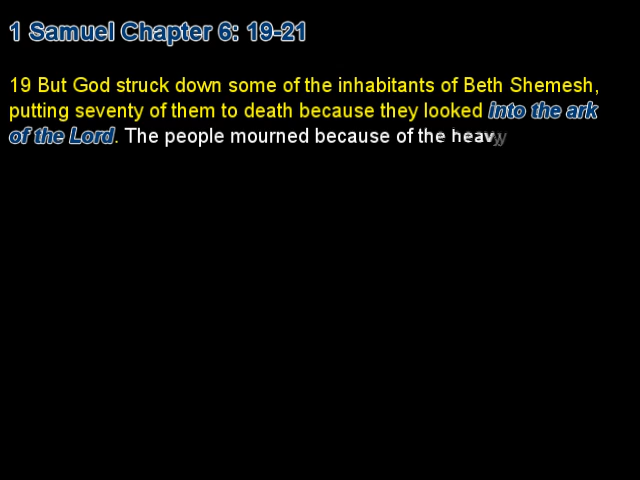 1 Samuel Chapter 6: 19-21
19 But God struck down some of the inhabitants of Beth Shemesh,
putting seventy of them to death because they looked into the ark
of the Lord. The people mourned because of the heavy